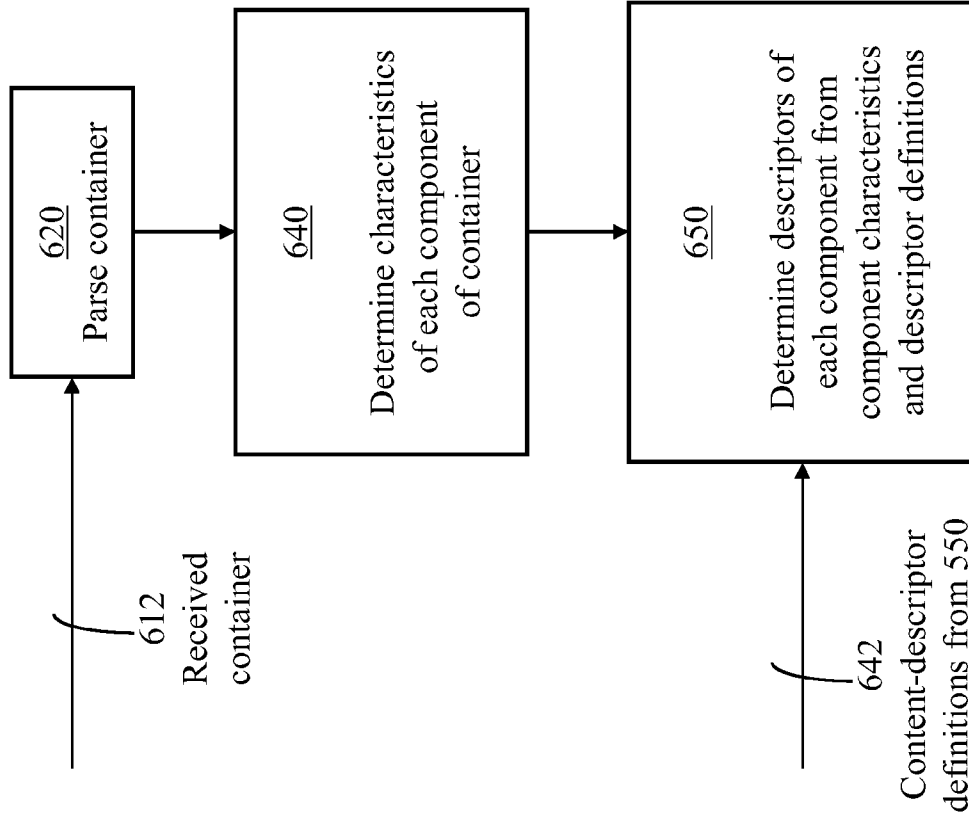 620
Parse container
612
Received
container
640
Determine characteristics
of each component
of container
650
Determine descriptors of
each component from
component characteristics
and descriptor definitions
642
Content-descriptor
definitions from 550